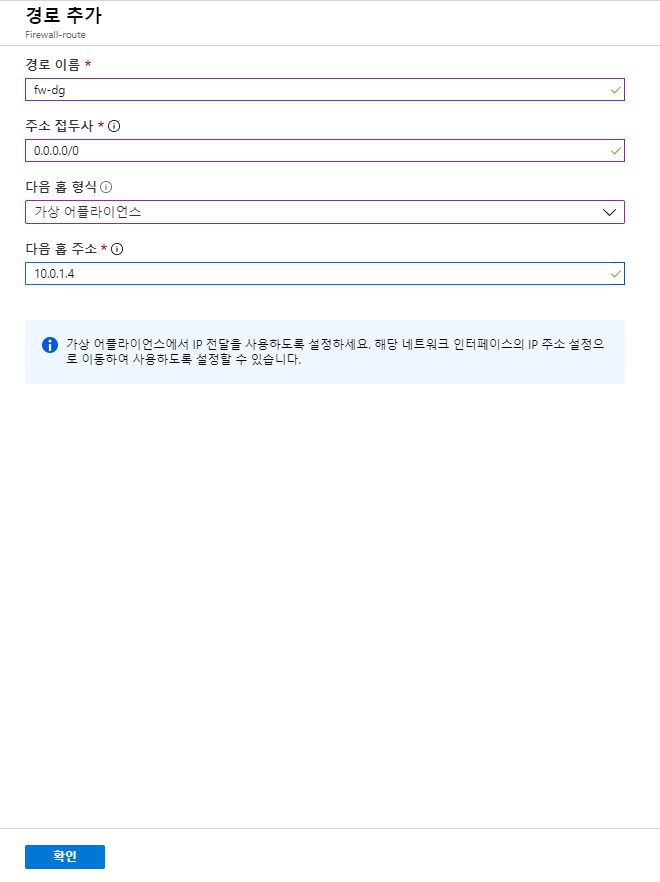 경로 추가
Firewall-route
경로 이름 *
fw-dg
주소 접두사 *
0.0.0.0/0
다음 홉 형식
가상 어플라이언스
다음 홉 주소 *
10.0.1.4
가상 어플라이언스에서 IP 전달을 사용하도록 설정하세요. 해당 네트워크 인터페이스의 IP 주소 설정으
로 이동하여 사용하도록 설정할 수 있습니다.
확인